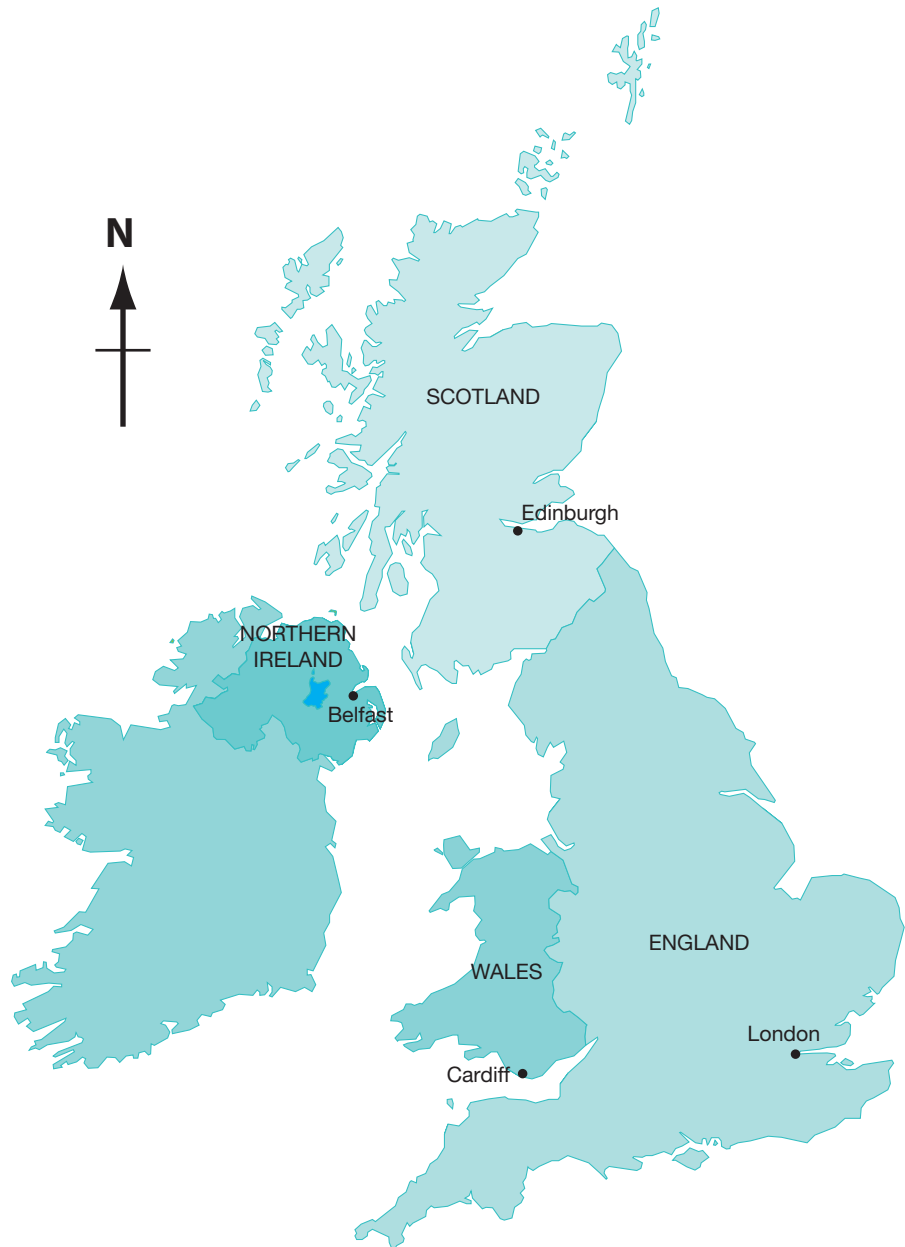 N
SCOTLAND
Edinburgh
NORTHERN
IRELAND
Belfast
ENGLAND
WALES
London
Cardiff